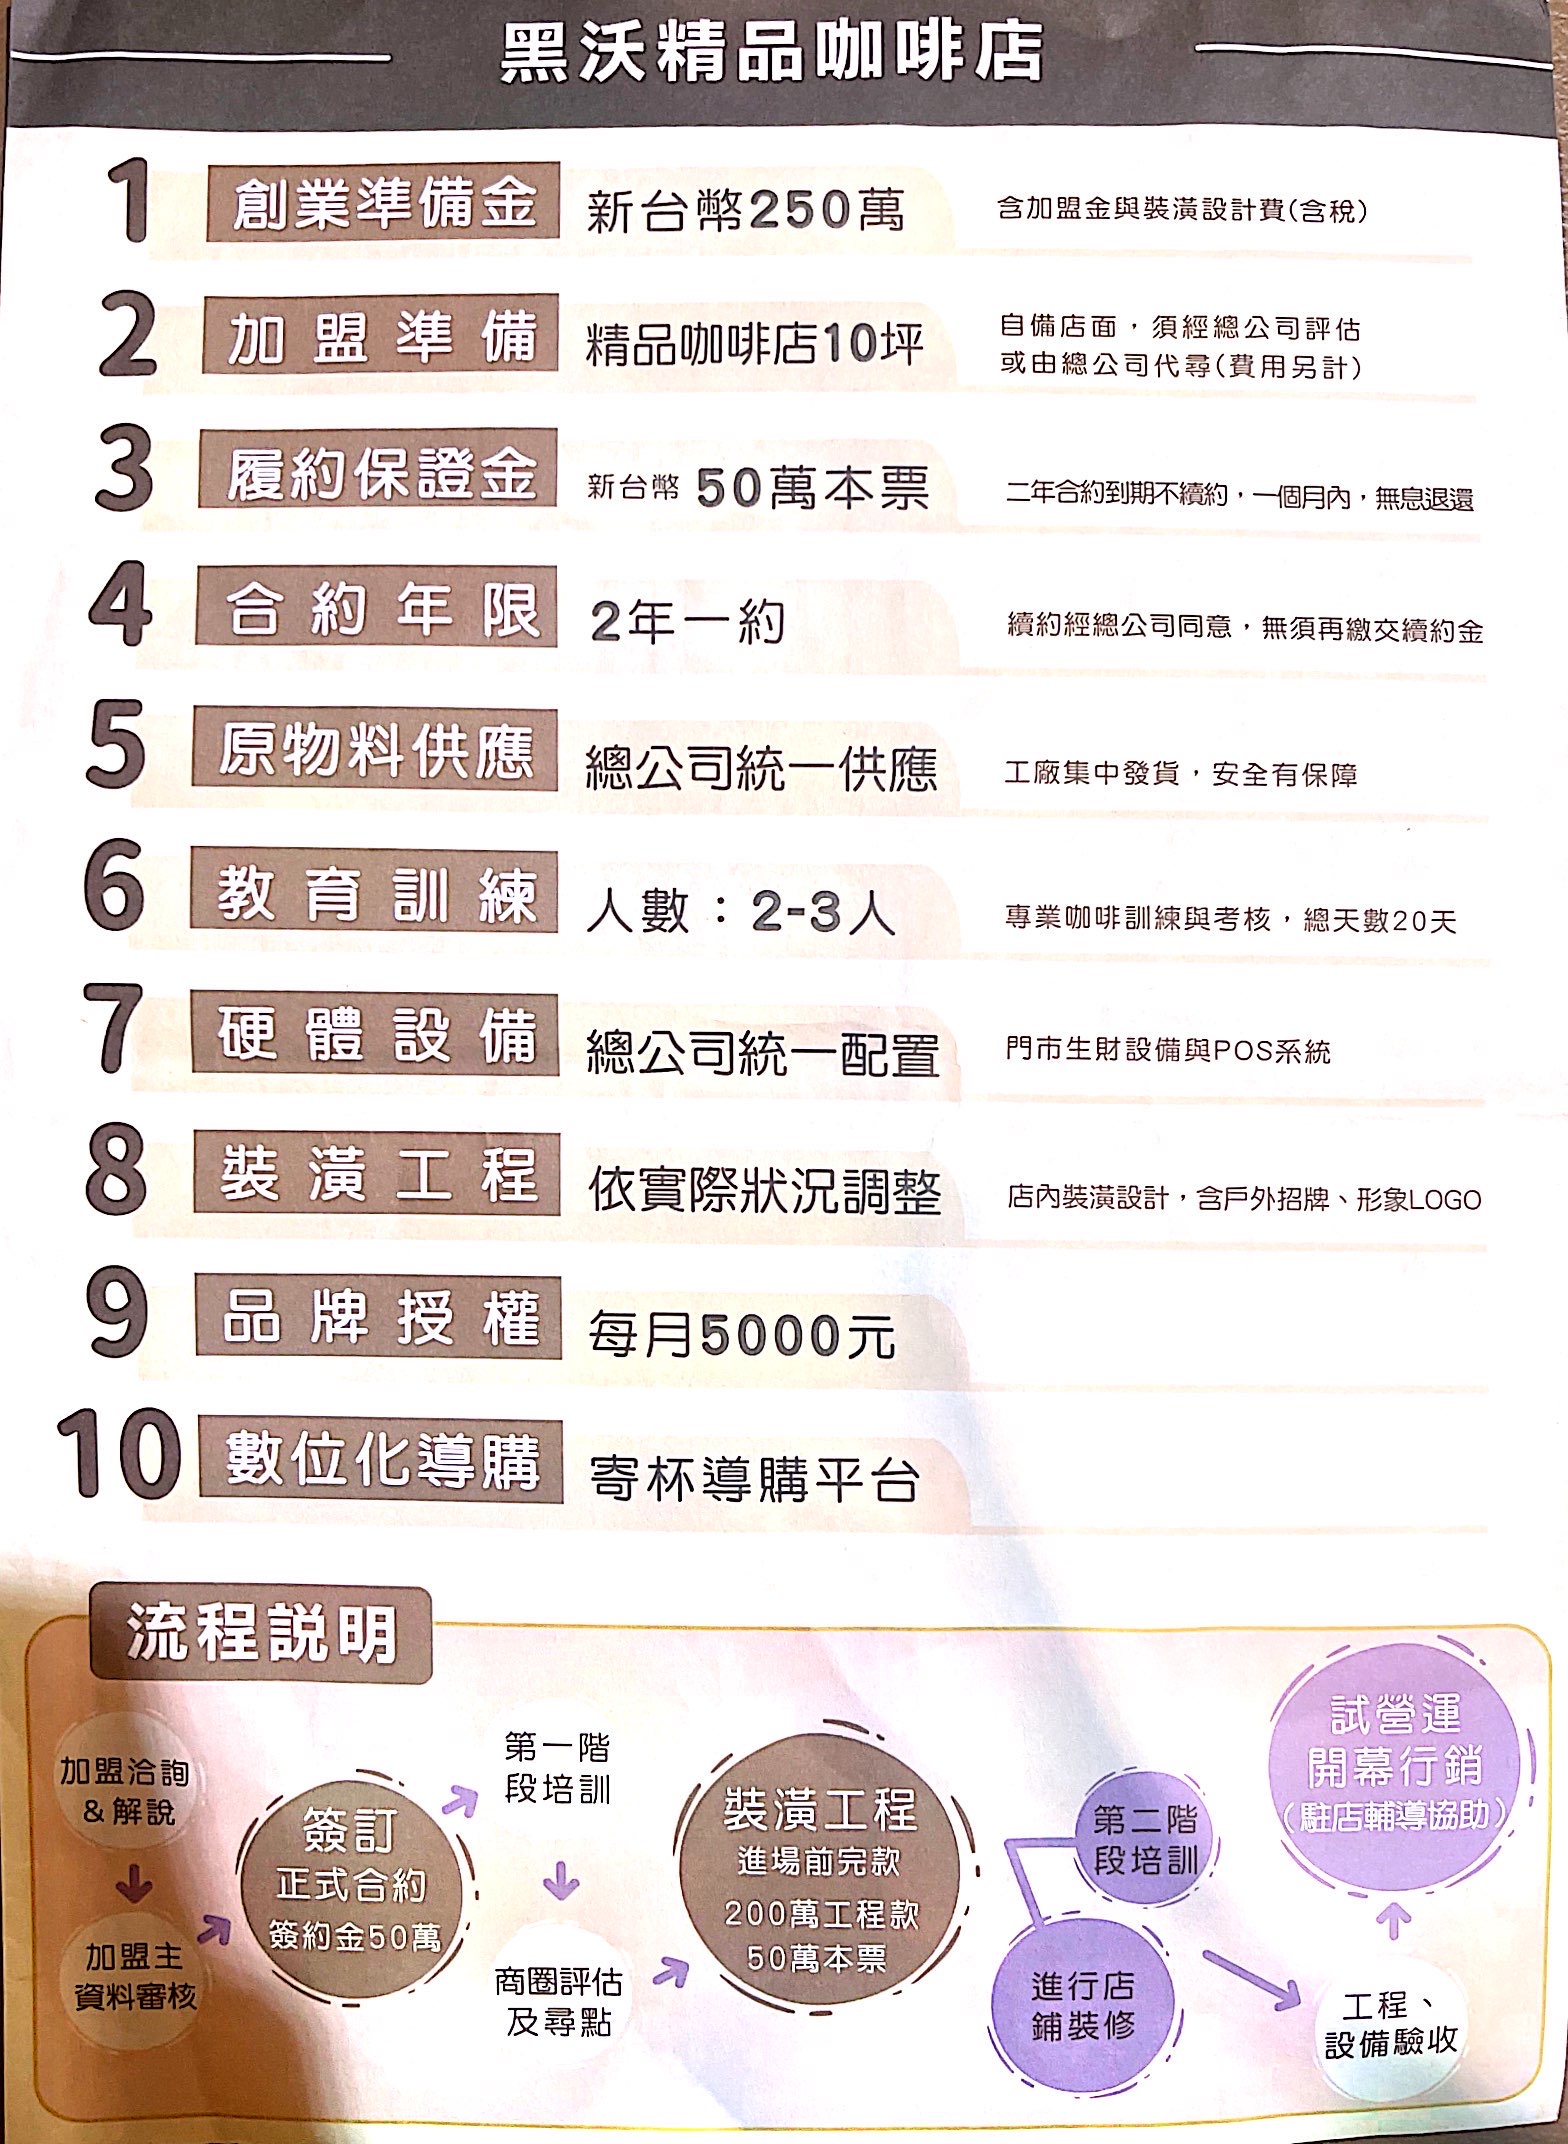 黑沃精品咖啡店
1 創業準備金 新台幣250萬 含加盟金與裝潢設計費(含稅)
2 加盟準備 精品咖啡店10坪 自備店面，須經總公司評估
或由總公司代尋(費用另計)
3 履約保證金 新台幣 50萬本票 二年合約到期不續約，一個月內，無息退還
4 合約年限 2年一約 續約經總公司同意，無須再繳交續約金
5 原物料供應 總公司統一供應 工廠集中發貨，安全有保障
6 教育訓練 人數：2-3人 專業咖啡訓練與考核，總天數20天
7 硬體設備 總公司統一配置 門市生財設備與POS系統
8 裝潢工程 依實際狀況調整 店內裝潢設計，含戶外招牌、形象LOGO
9 品牌授權 每月5000元
10 數位化導購 寄杯導購平台
流程説明
加盟洽詢
&解說
加盟主
資料審核
簽訂
正式合約
簽約金50萬
第一階
段培訓
商圈評估
及尋點
裝潢工程
進場前完款
200萬工程款
50萬本票
第二階
段培訓
進行店
鋪裝修
工程、
設備驗收
試營運
開幕行銷
(駐店輔導協助)